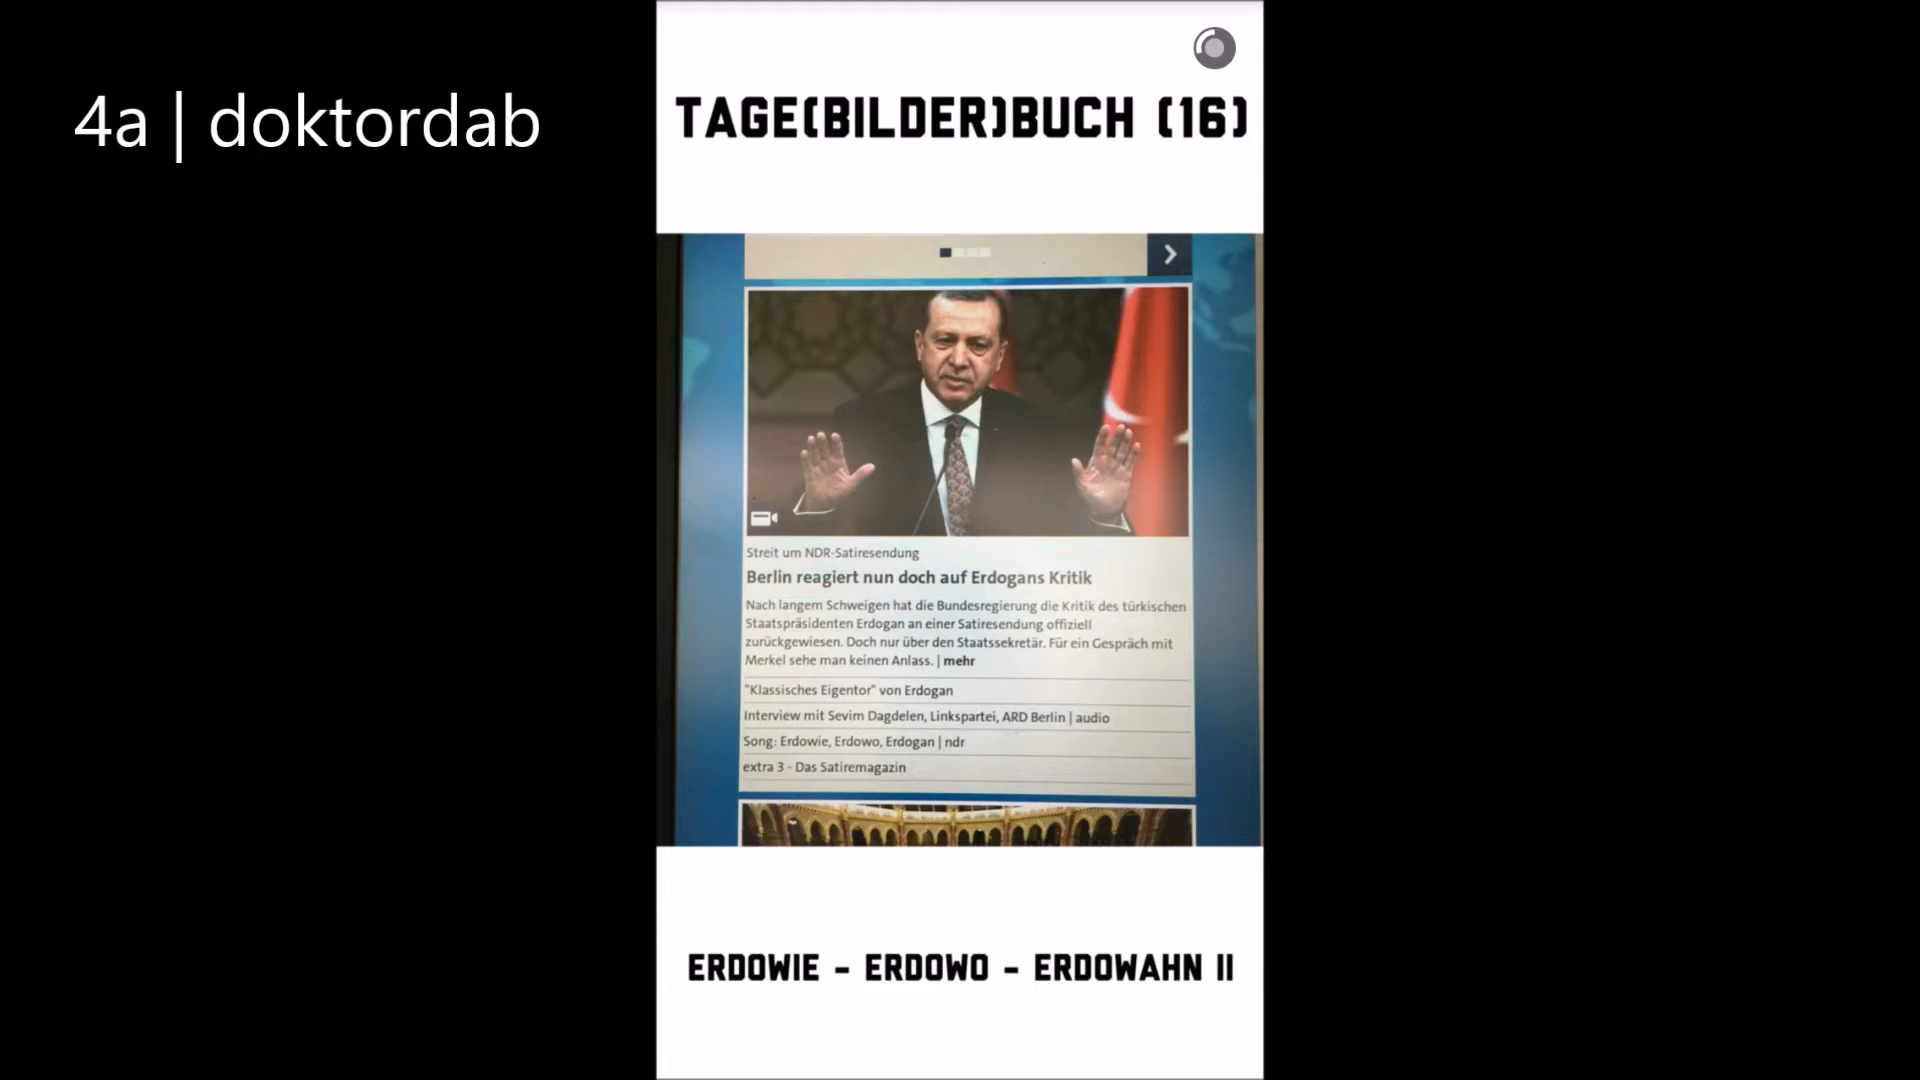 4a | doktordab
TAGE(BILDER)BUCH (16)
Streit um NDR-Satiresendung
Berlin reagiert nun doch auf Erdogans Kritik
Nach langem Schweigen hat die Bundesregierung die Kritik des türkischen
Staatspräsidenten Erdogan an einer Satiresendung offiziell
zurückgewiesen. Doch nur über den Staatssekretär. Für ein Gespräch mit
Merkel sehe man keinen Anlass. | mehr
"Klassisches Eigentor" von Erdogan
Interview mit Sevim Dagdelen, Linkspartei, ARD Berlin | audio
Song: Erdowie, Erdowo, Erdogan | ndr
extra 3 - Das Satiremagazin
ERDOWIE - ERDOWO - ERDOWAHN II